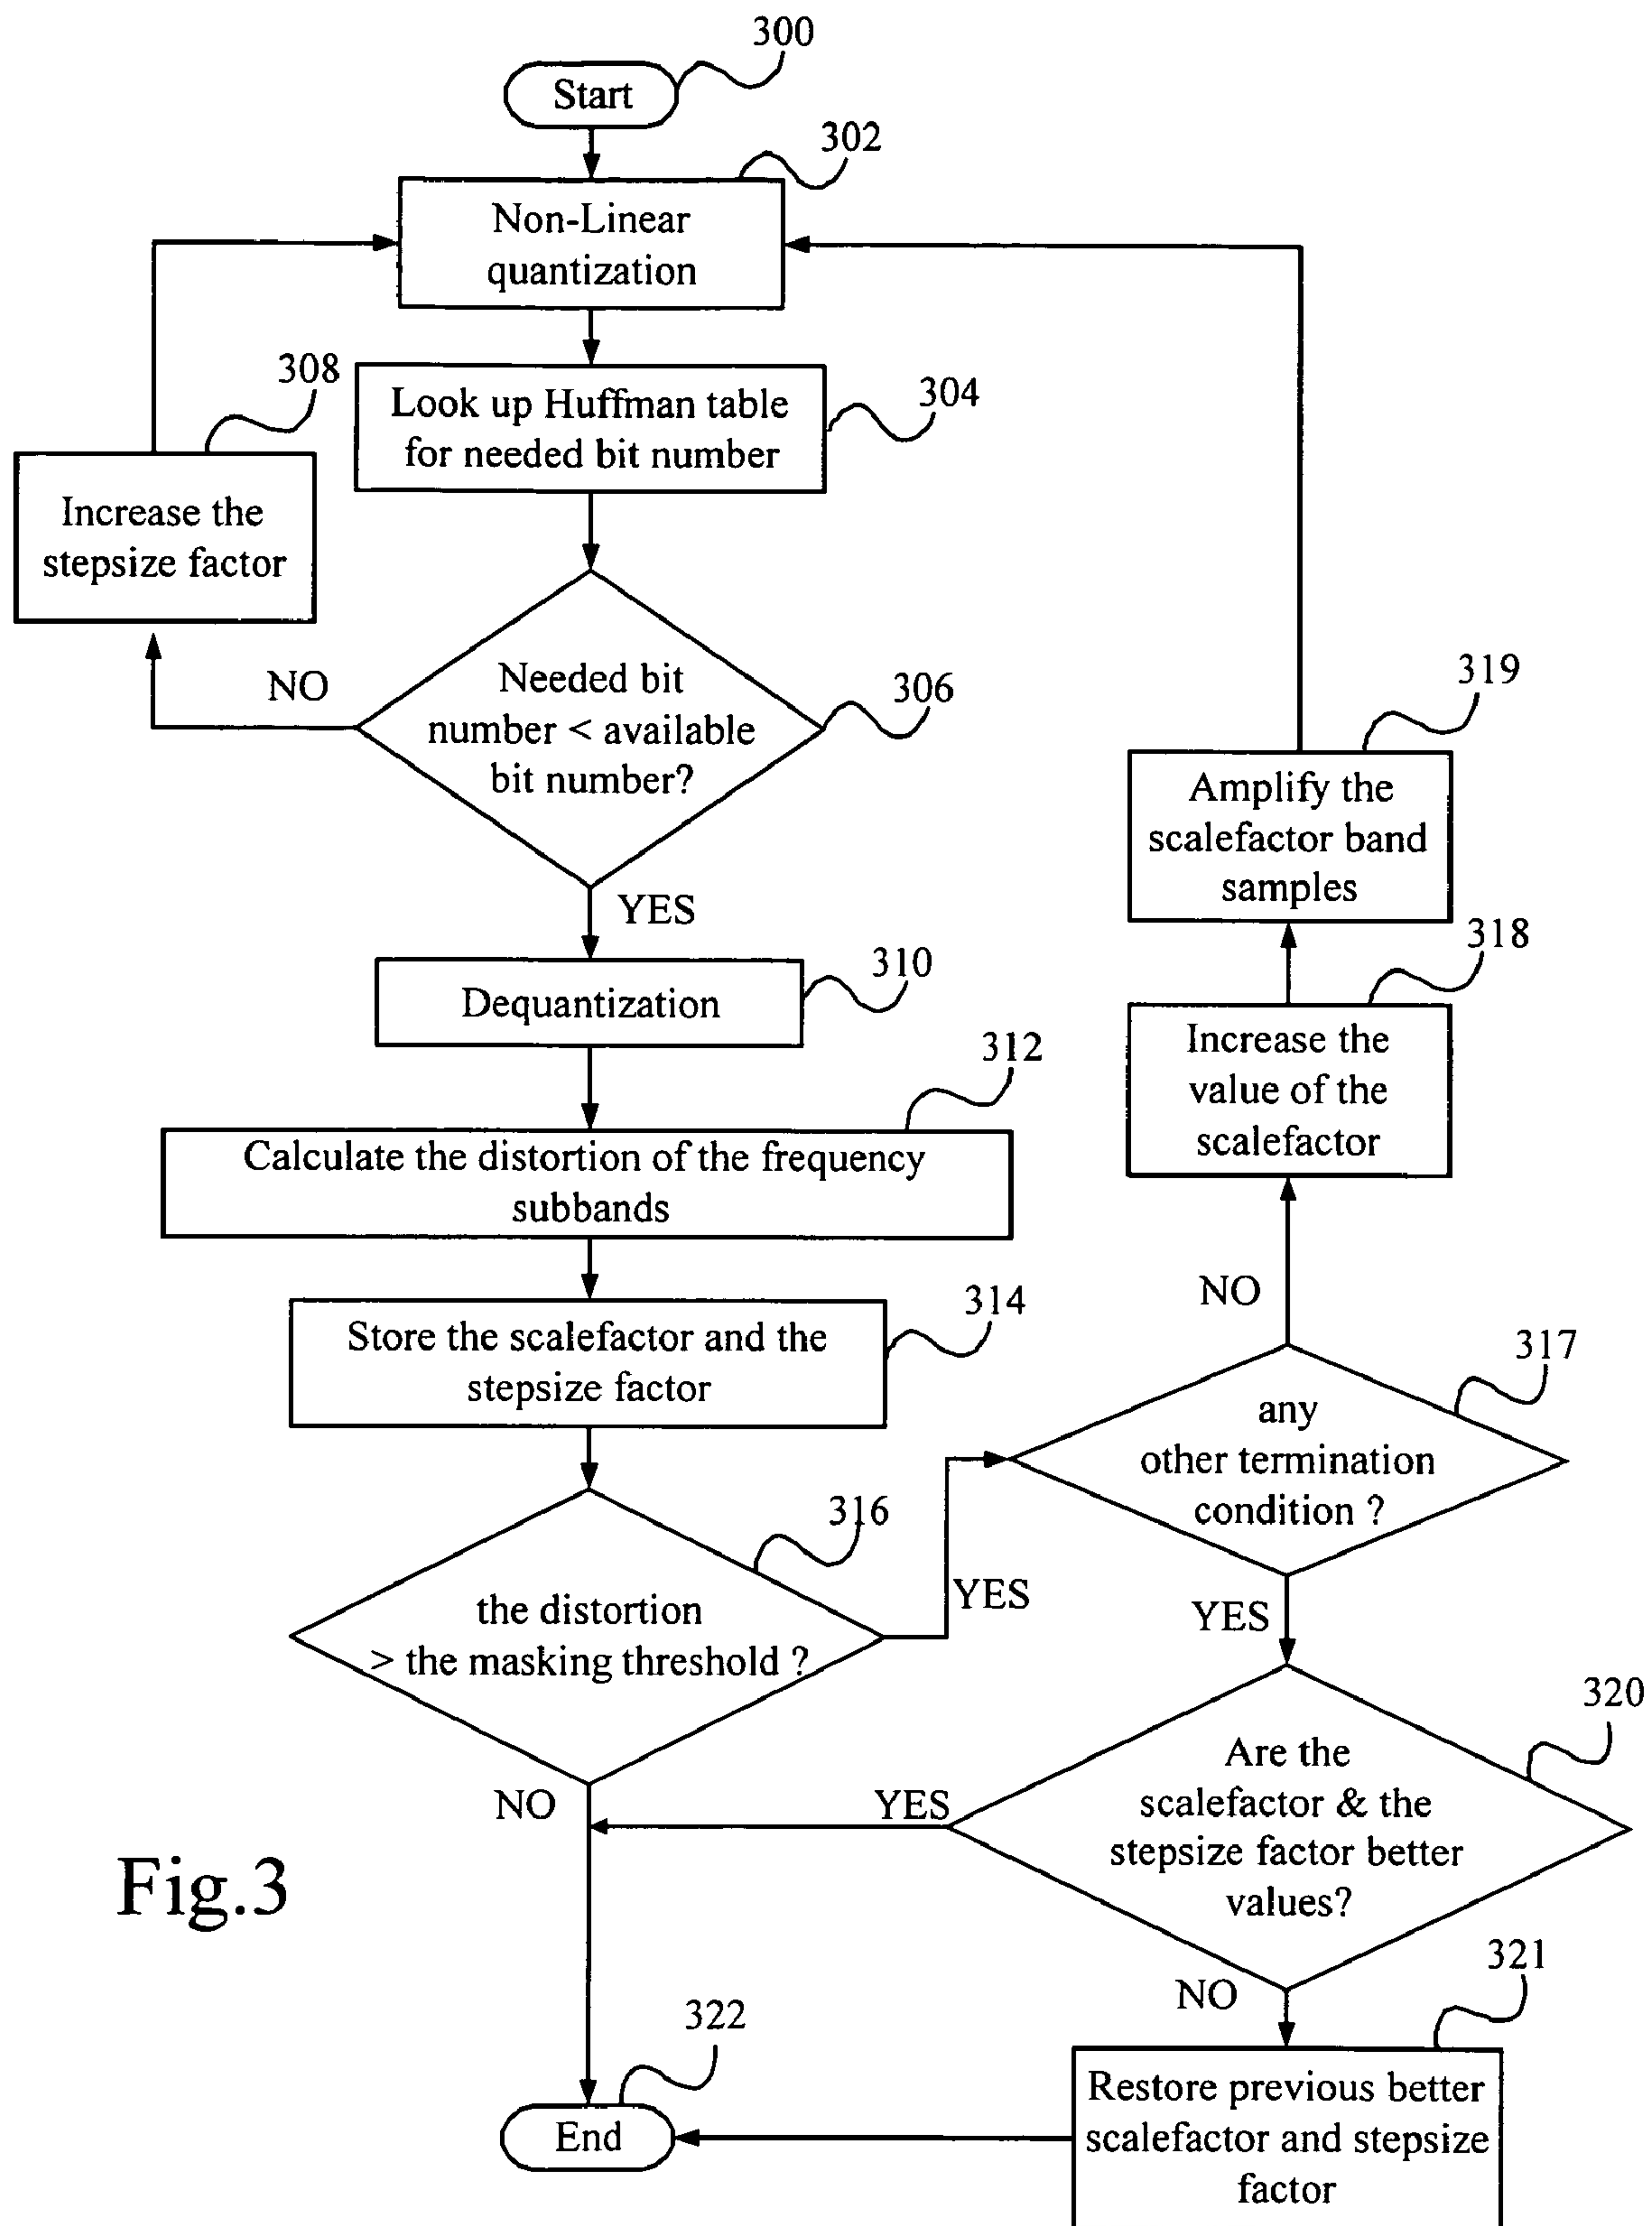 300
Start
302
Non-Linear
quantization
308
304
Look up Huffman table
for needed bit number
Increase the
stepsize factor
NO
Needed bit
number < available
bit number?
306
319
Amplify the
scalefactor band
samples
YES
318
310
Dequantization
Increase the
value of the
scalefactor
312
Calculate the distortion of the frequency
subbands
NO
314
Store the scalefactor and the
stepsize factor
317
any
other termination
condition ?
316
YES
the distortion
> the masking threshold ?
YES
320
Are the
scalefactor & the
stepsize factor better
values?
NO
YES
Fig.3
321
NO
322
Restore previous better
scalefactor and stepsize
factor
End